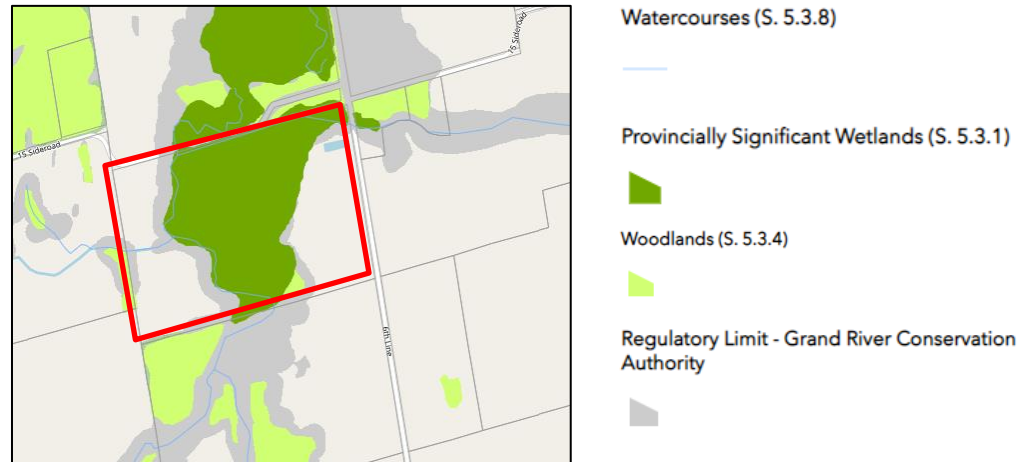 Watercourses (S. 5.3.8)
15 Sideroad
Provincially Significant Wetlands (S. 5.3.1)
15 Sideroad
Woodlands (S. 5.3.4)
6th Line
Regulatory Limit - Grand River Conservation
Authority